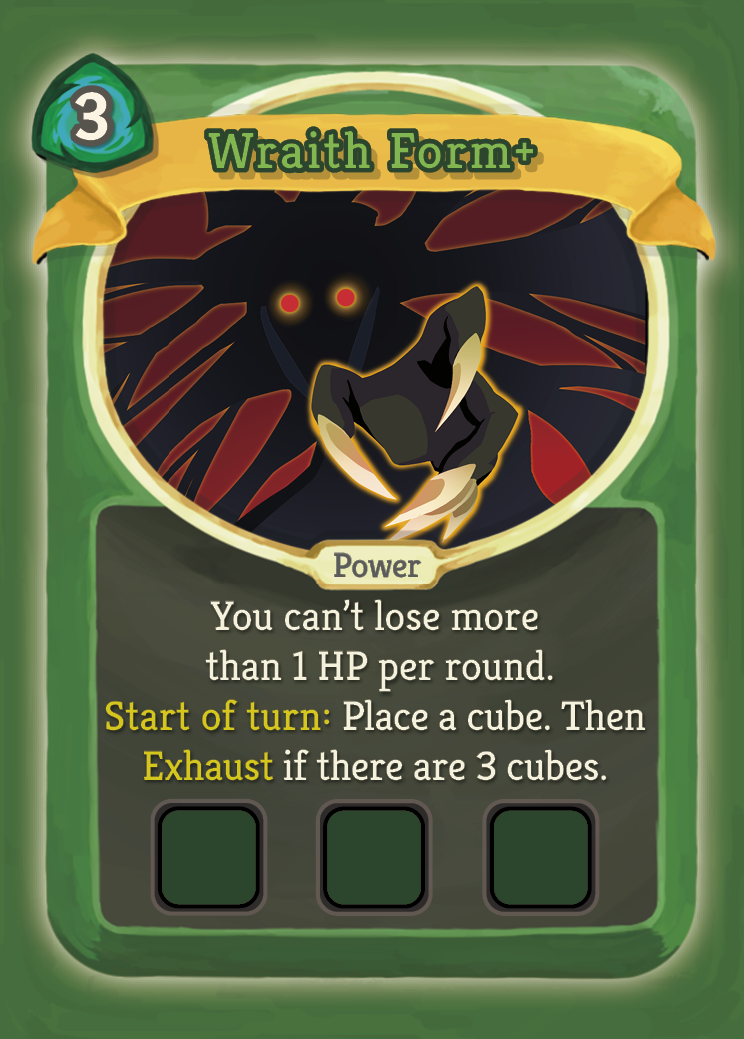 3
Wraith Form+
Power
You can’t lose more
than 1 HP per round.
Start of turn: Place a cube. Then
Exhaust if there are 3 cubes.